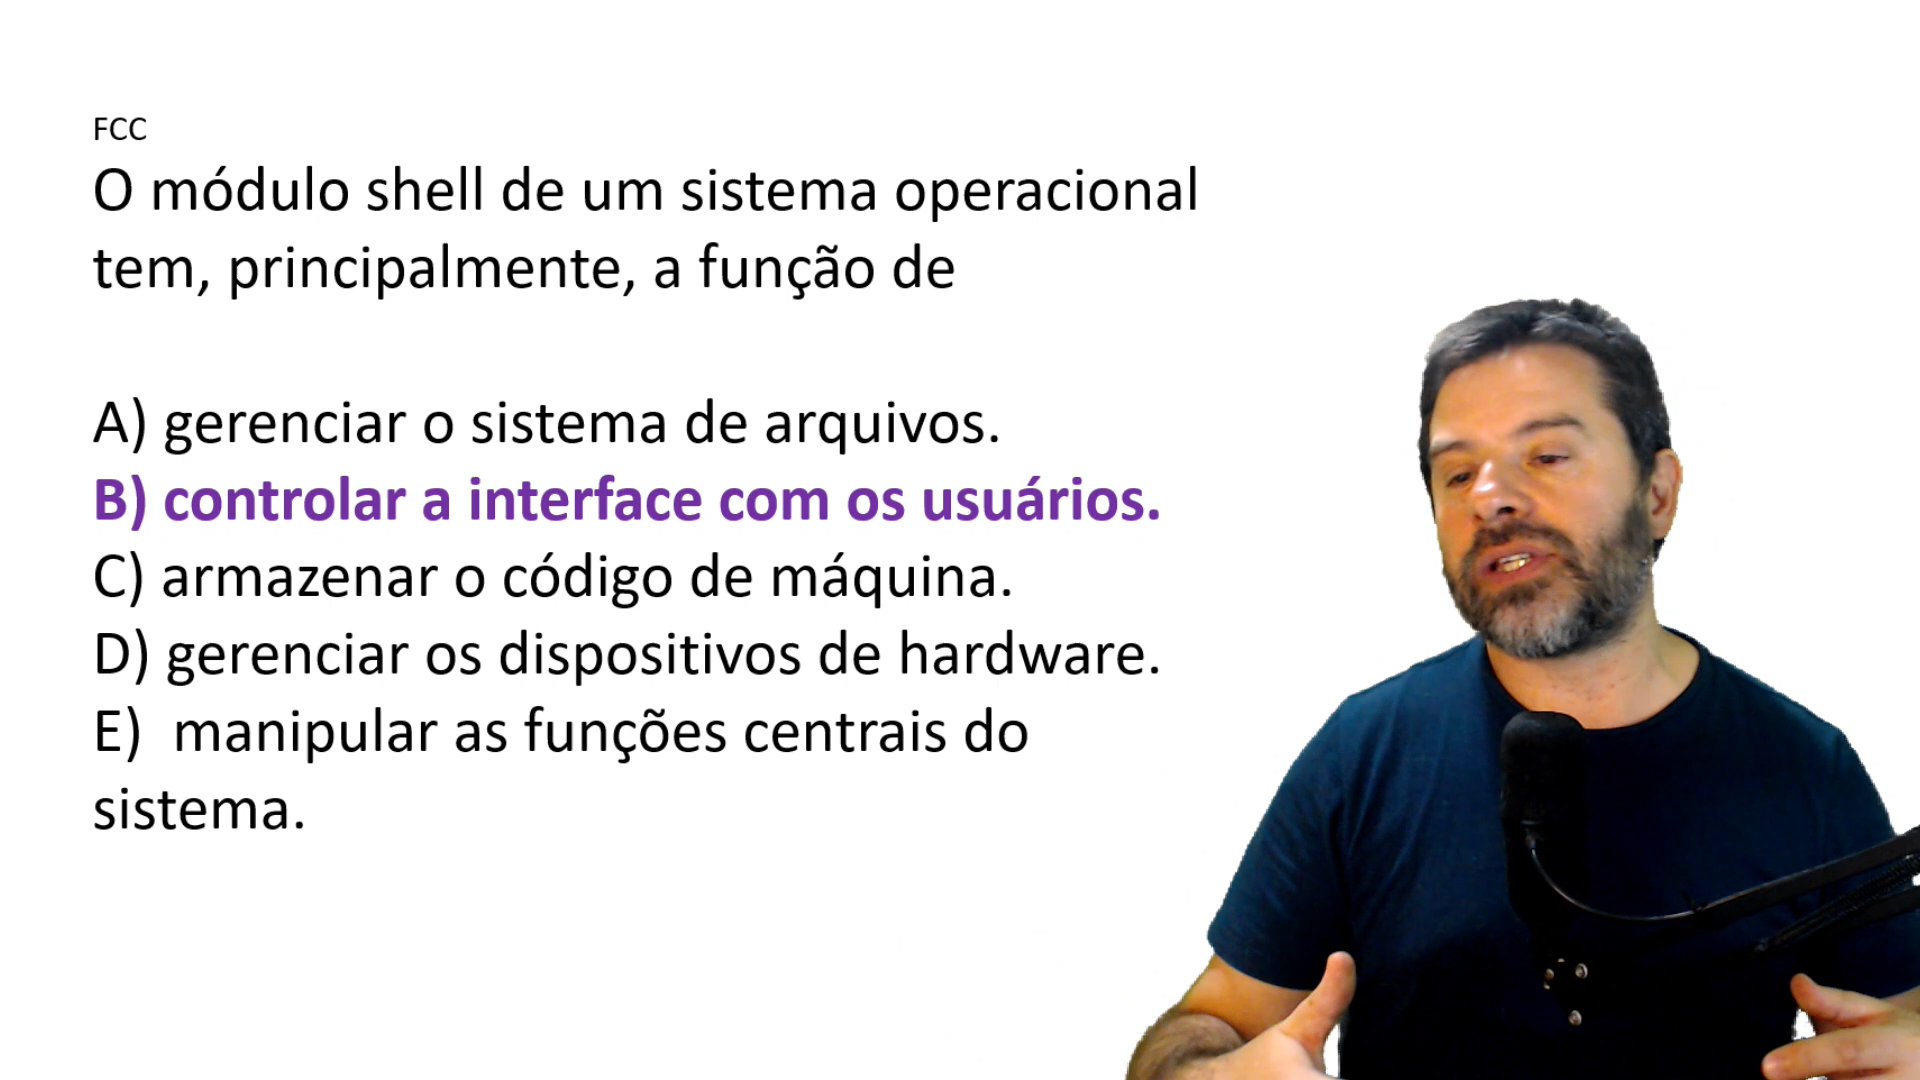 FCC
O módulo shell de um sistema operacional
tem, principalmente, a função de
A) gerenciar o sistema de arquivos.
B) controlar a interface com os usuários.
C) armazenar o código de máquina.
D) gerenciar os dispositivos de hardware.
E)  manipular as funções centrais do
sistema.